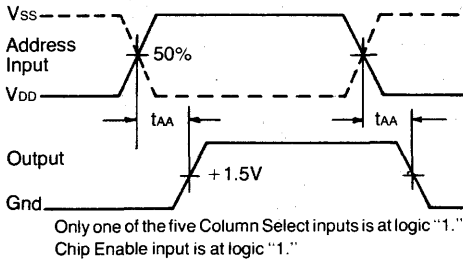 VSS
Address
Input
50%
VDD
tAA
tAA
Output
+1.5V
Gnd
Only one of the five Column Select inputs is at logic "1."
Chip Enable input is at logic "1."